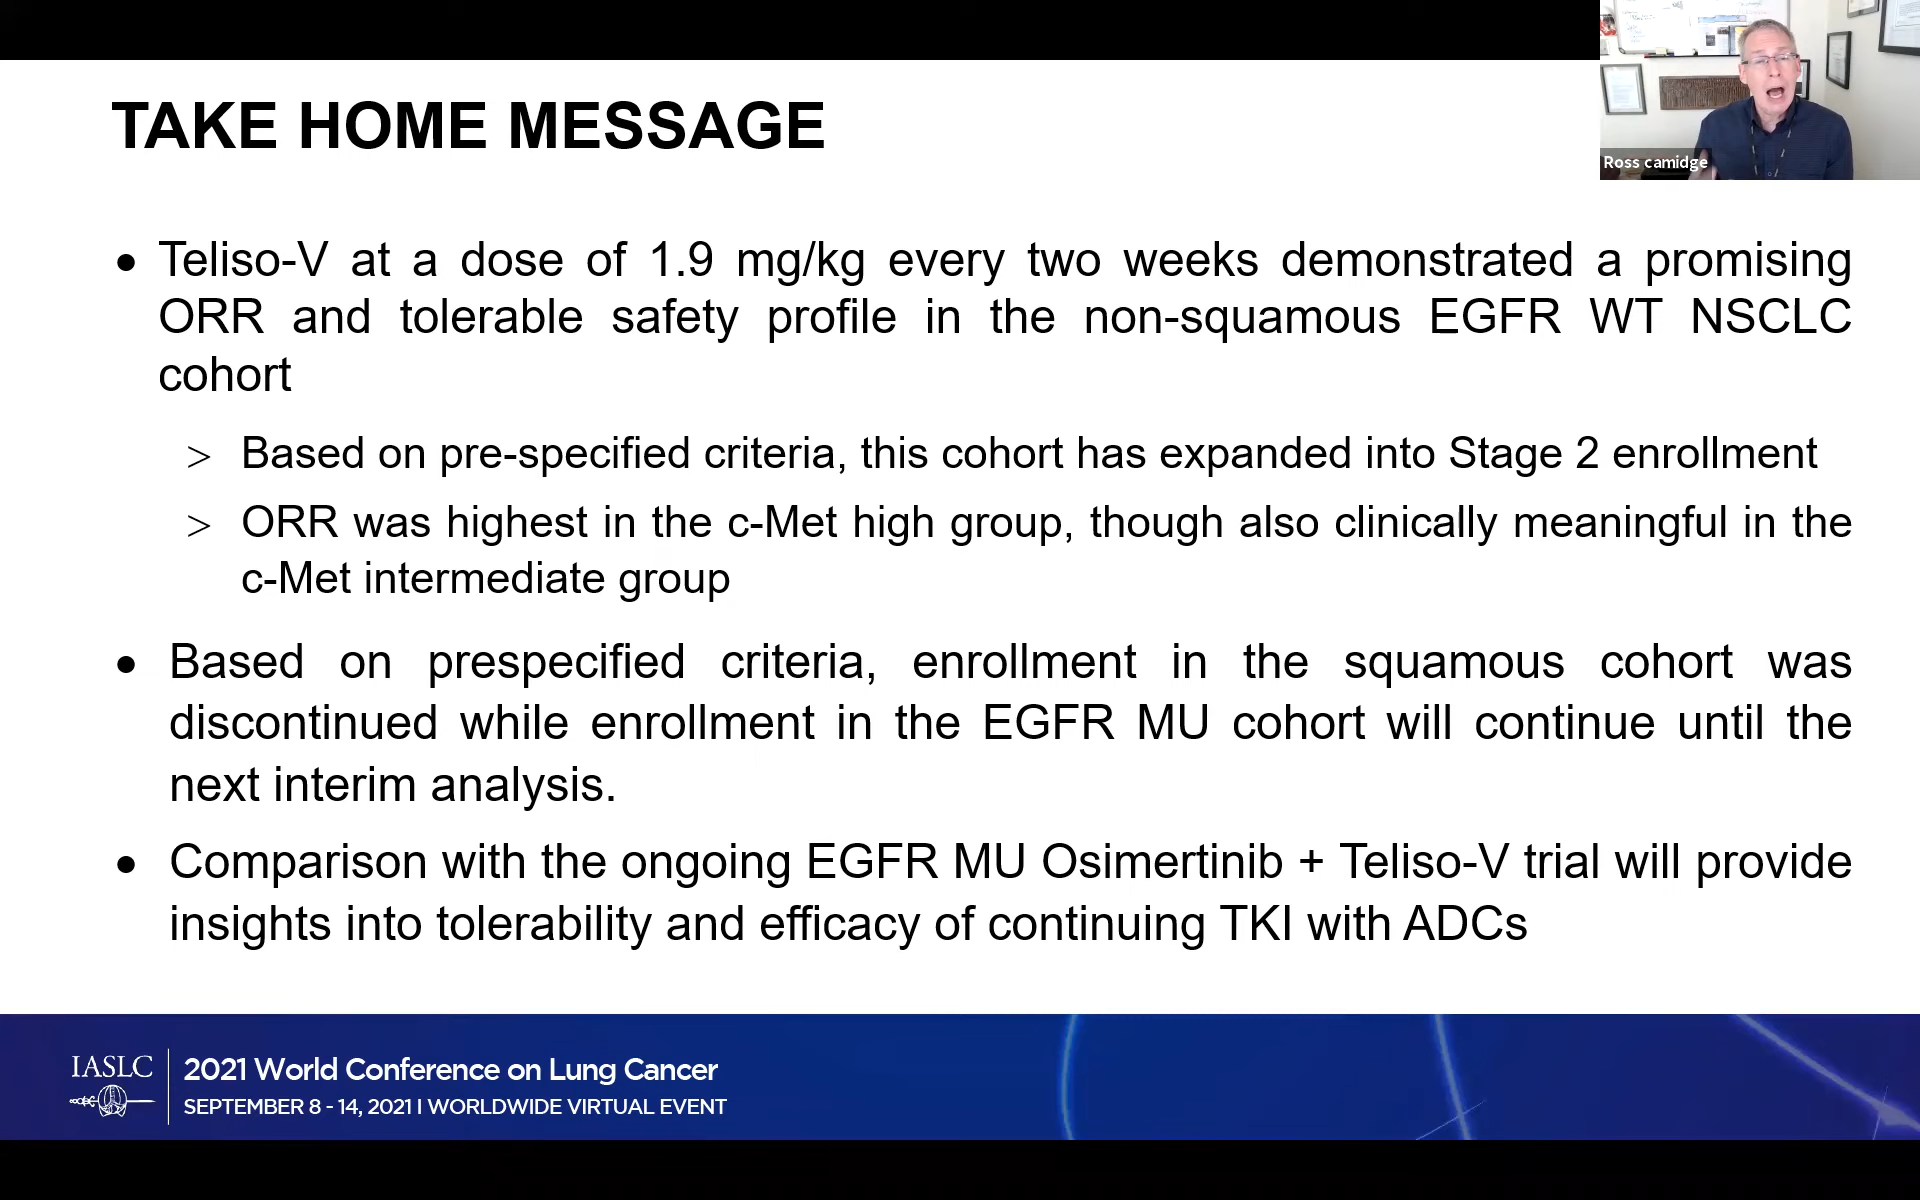 TAKE HOME MESSAGE
Ross camidge
• Teliso-V at a dose of 1.9 mg/kg every two weeks demonstrated a promising
ORR and tolerable safety profile in the non-squamous EGFR WT NSCLC
cohort
> Based on pre-specified criteria, this cohort has expanded into Stage 2 enrollment
> ORR was highest in the c-Met high group, though also clinically meaningful in the
c-Met intermediate group
• Based on prespecified criteria, enrollment in the squamous cohort was
discontinued while enrollment in the EGFR MU cohort will continue until the
next interim analysis.
• Comparison with the ongoing EGFR MU Osimertinib + Teliso-V trial will provide
insights into tolerability and efficacy of continuing TKI with ADCs
IASLC
2021 World Conference on Lung Cancer
SEPTEMBER 8 - 14, 2021 I WORLDWIDE VIRTUAL EVENT